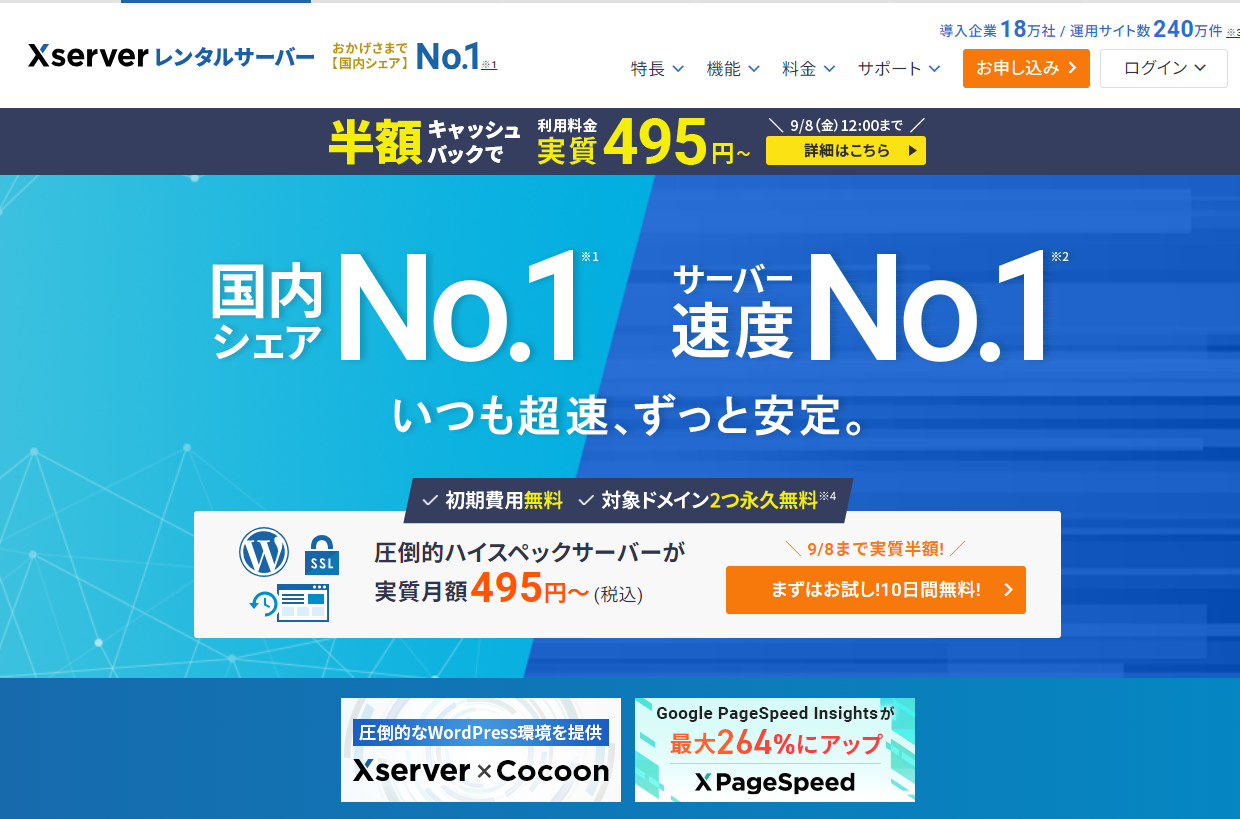 導入企業18万社 / 運用サイト数240万件 ※3
Xserver レンタルサーバー
おかげさまで
【国内シェア】
No.1 ※1
特長 機能 料金 サポート お申し込み ログイン
半額 キャッシュ
バックで
利用料金
実質 495円～
＼ 9/8(金)12:00まで ／
詳細はこちら
国内
シェア
No.1 ※1
サーバー
速度
No.1 ※2
いつも超速、ずっと安定。
初期費用無料 対象ドメイン2つ永久無料※4
SSL
圧倒的ハイスペックサーバーが
実質月額495円～(税込)
＼ 9/8まで実質半額! ／
まずはお試し!10日間無料!
圧倒的なWordPress環境を提供
Xserver × Cocoon
Google PageSpeed Insightsが
最大264%にアップ
X PageSpeed